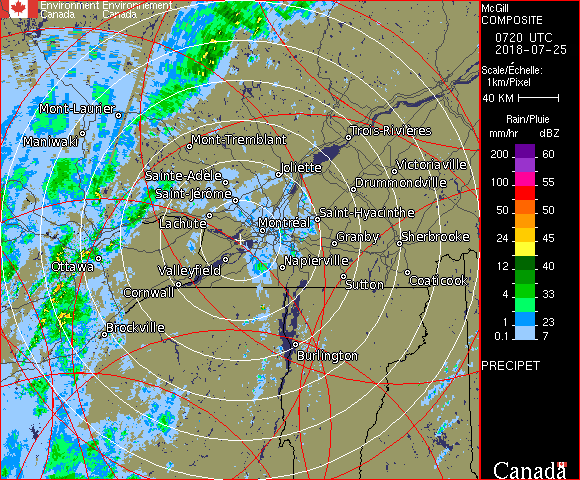 Environment Environnement
Canada Canada
McGill
COMPOSITE
0720 UTC
2018-07-25
Scale/Échelle:
1km/Pixel
40 KM
Rain/Pluie
mm/hr dBZ
200 60
100 55
50 50
24 45
12 40
4 33
1 23
0.1 7
PRECIPET
Canada
Mont-Laurier
Maniwaki
Mont-Tremblant
Trois-Rivières
Sainte-Adèle
Joliette
Victoriaville
Saint-Jérôme
Drummondville
Lachute
Montréal
Saint-Hyacinthe
Granby
Sherbrooke
Ottawa
Valleyfield
Napierville
Cornwall
Sutton
Coaticook
Brockville
Burlington